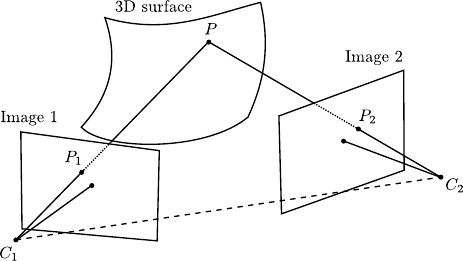 3D surface
P
Image 2
Image 1
P₂
P₁
C₂
C₁